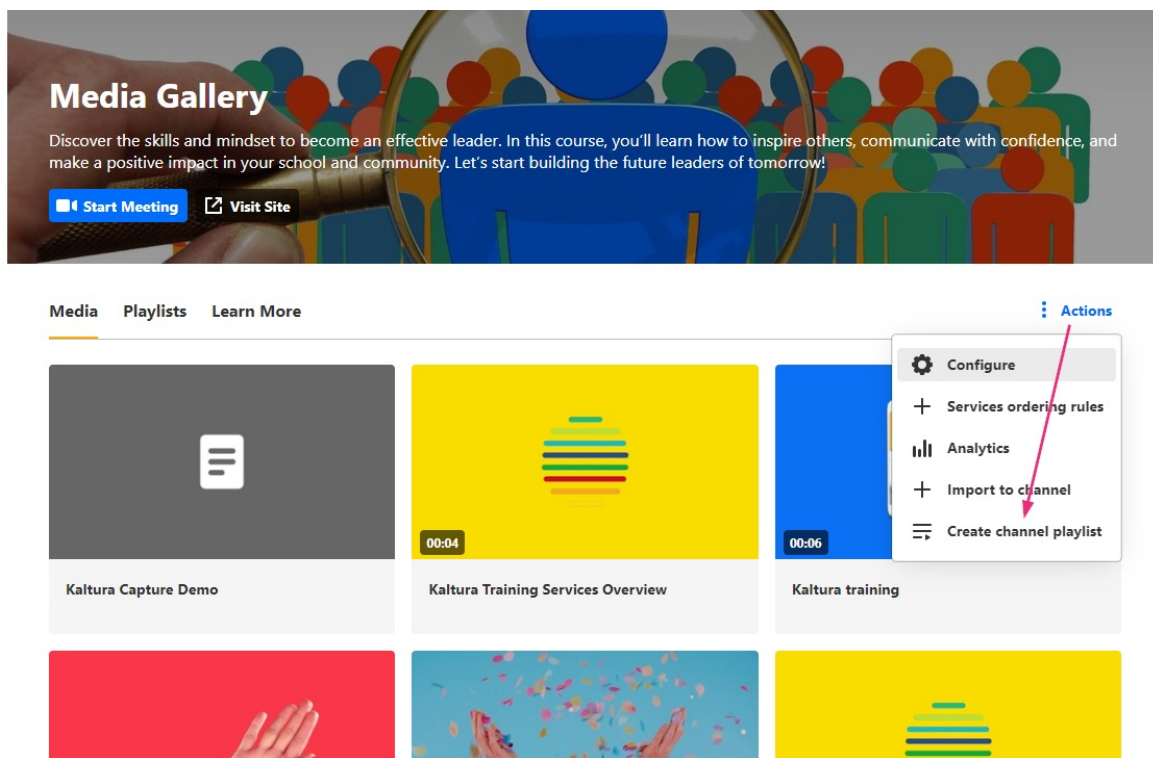 Media Gallery
Discover the skills and mindset to become an effective leader. In this course, you’ll learn how to inspire others, communicate with confidence, and
make a positive impact in your school and community. Let’s start building the future leaders of tomorrow!
Start Meeting
Visit Site
Media
Playlists
Learn More
Actions
Configure
Services ordering rules
Analytics
Import to channel
Create channel playlist
00:04
00:06
Kaltura Capture Demo
Kaltura Training Services Overview
Kaltura training